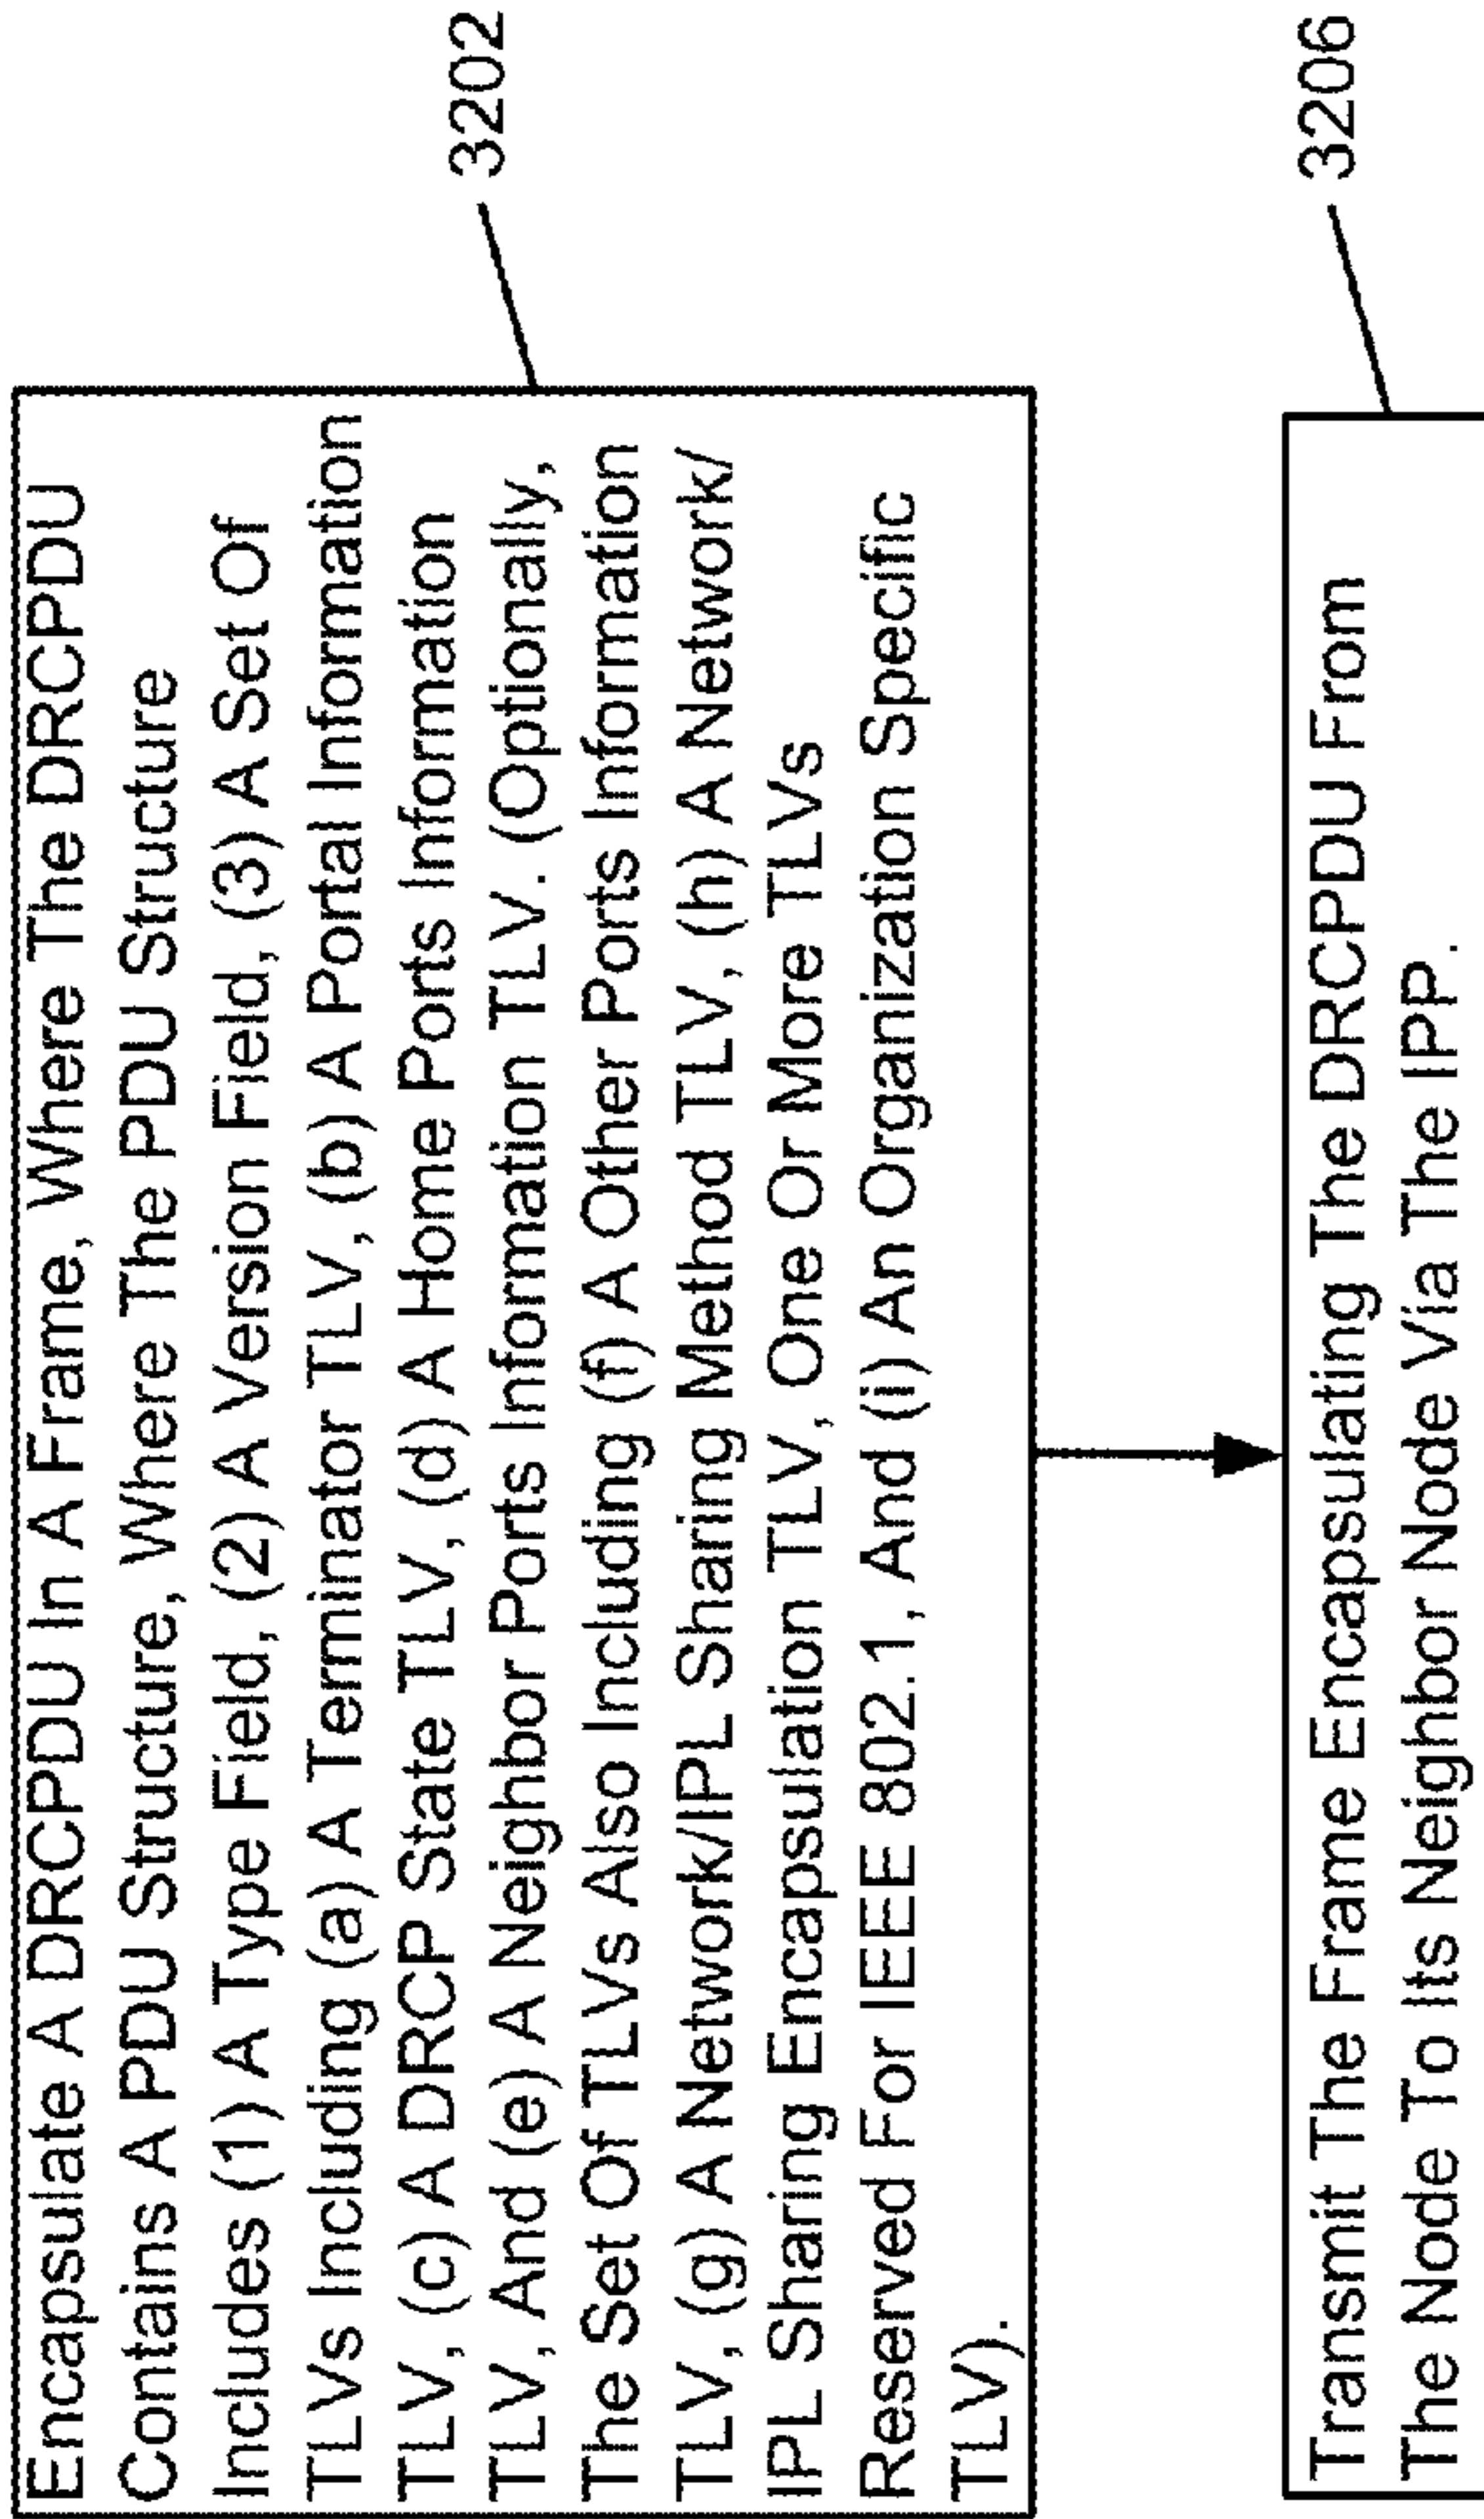 Encapsulate A DRCPDU In A Frame, Where The DRCPDU
Contains A PDU Structure, Where The PDU Structure
Includes (1) A Type Field, (2) A Version Field, (3) A Set Of
TLVs Including (a) A Terminator TLV, (b) A Portal Information
TLV, (c) A DRCP State TLV, (d) A Home Ports Information
TLV, And (e) A Neighbor Ports Information TLV. (Optionally,
The Set Of TLVs Also Including (f) A Other Ports Information
TLV, (g) A Network/IPL Sharing Method TLV, (h) A Network/
IPL Sharing Encapsulation TLV, One Or More TLVs
Reserved For IEEE 802.1, And (i) An Organization Specific
TLV).
3202
Transmit The Frame Encapsulating The DRCPDU From
The Node To Its Neighbor Node Via The IPP.
3206